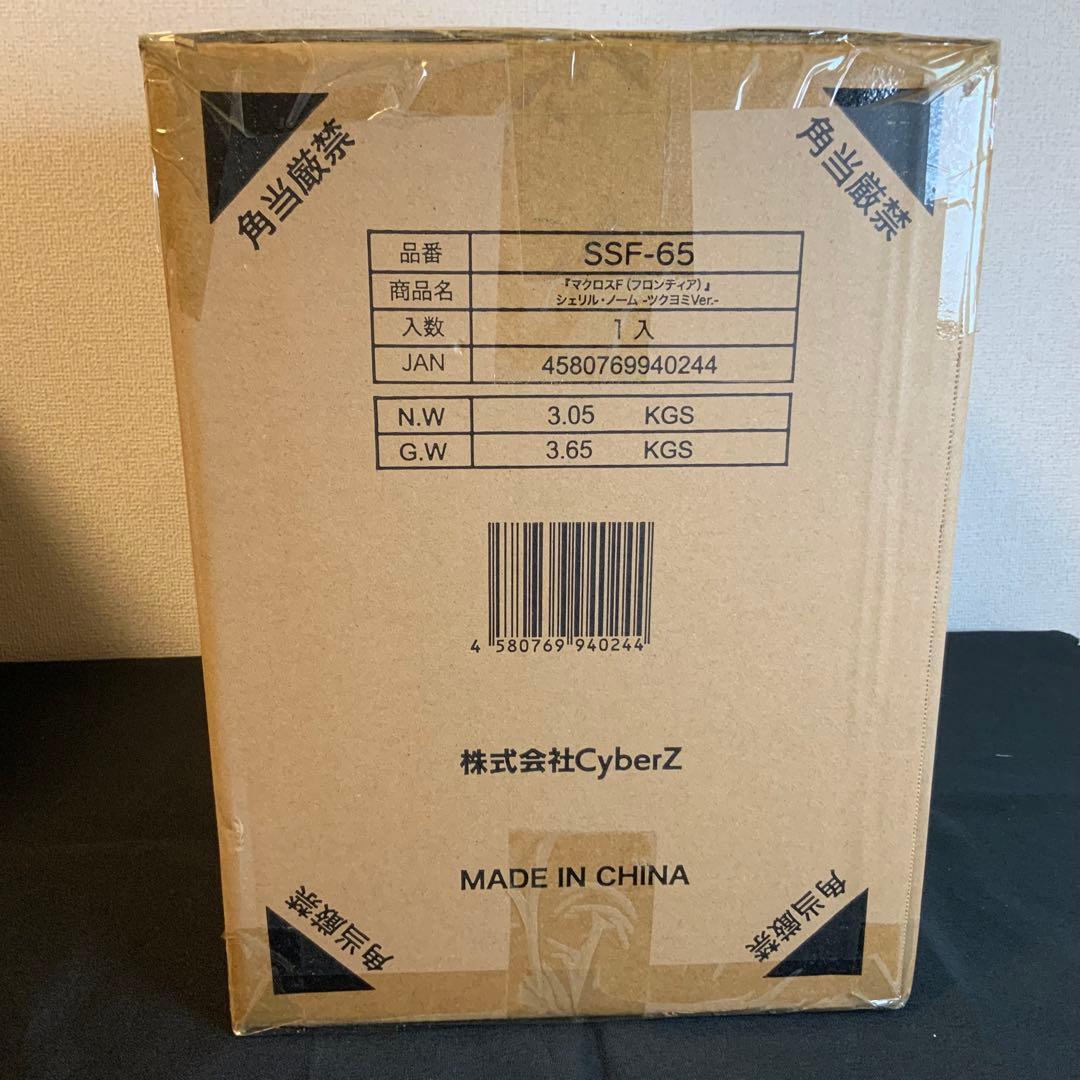 角当厳禁
角当厳禁
品番 SSF-65
商品名 『マクロスF(フロンティア)』
シェリル・ノーム -ツクヨミVer.-
入数 1入
JAN 4580769940244
N.W 3.05 KGS
G.W 3.65 KGS
4 580769 940244
株式会社CyberZ
MADE IN CHINA
角当厳禁
角当厳禁